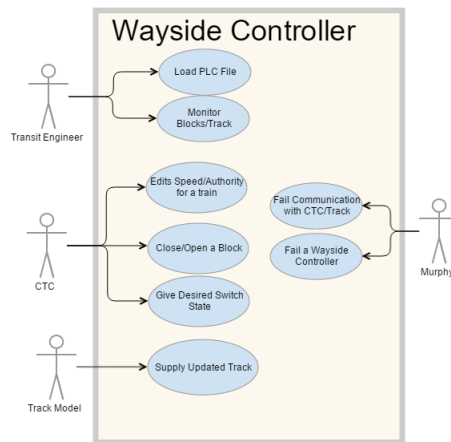 Wayside Controller
Load PLC File
Monitor
Blocks/Track
Transit Engineer
Edits Speed/Authority
for a train
Fail Communication
with CTC/Track
Close/Open a Block
Fail a Wayside
Controller
CTC
Murphy
Give Desired Switch
State
Supply Updated Track
Track Model